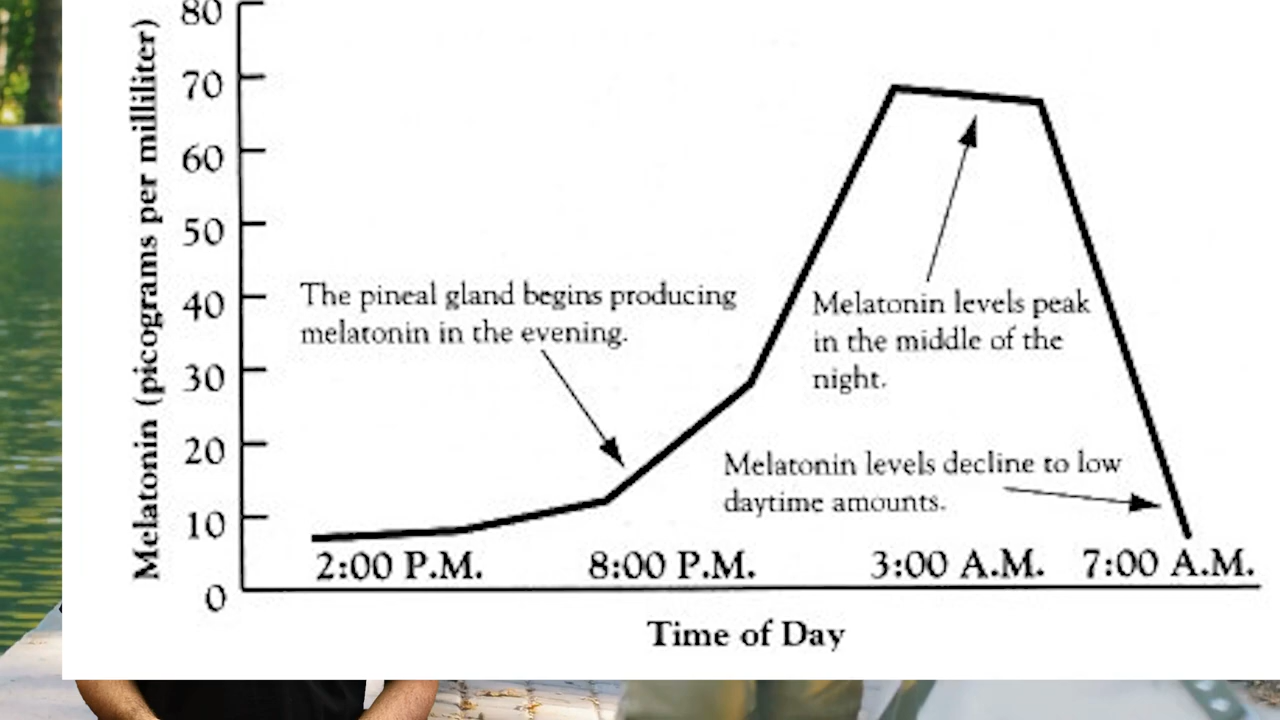 Melatonin (picograms per milliliter)
80
70
60
50
40
30
20
10
0
The pineal gland begins producing
melatonin in the evening.
Melatonin levels peak
in the middle of the
night.
Melatonin levels decline to low
daytime amounts.
2:00 P.M. 8:00 P.M. 3:00 A.M. 7:00 A.M.
Time of Day